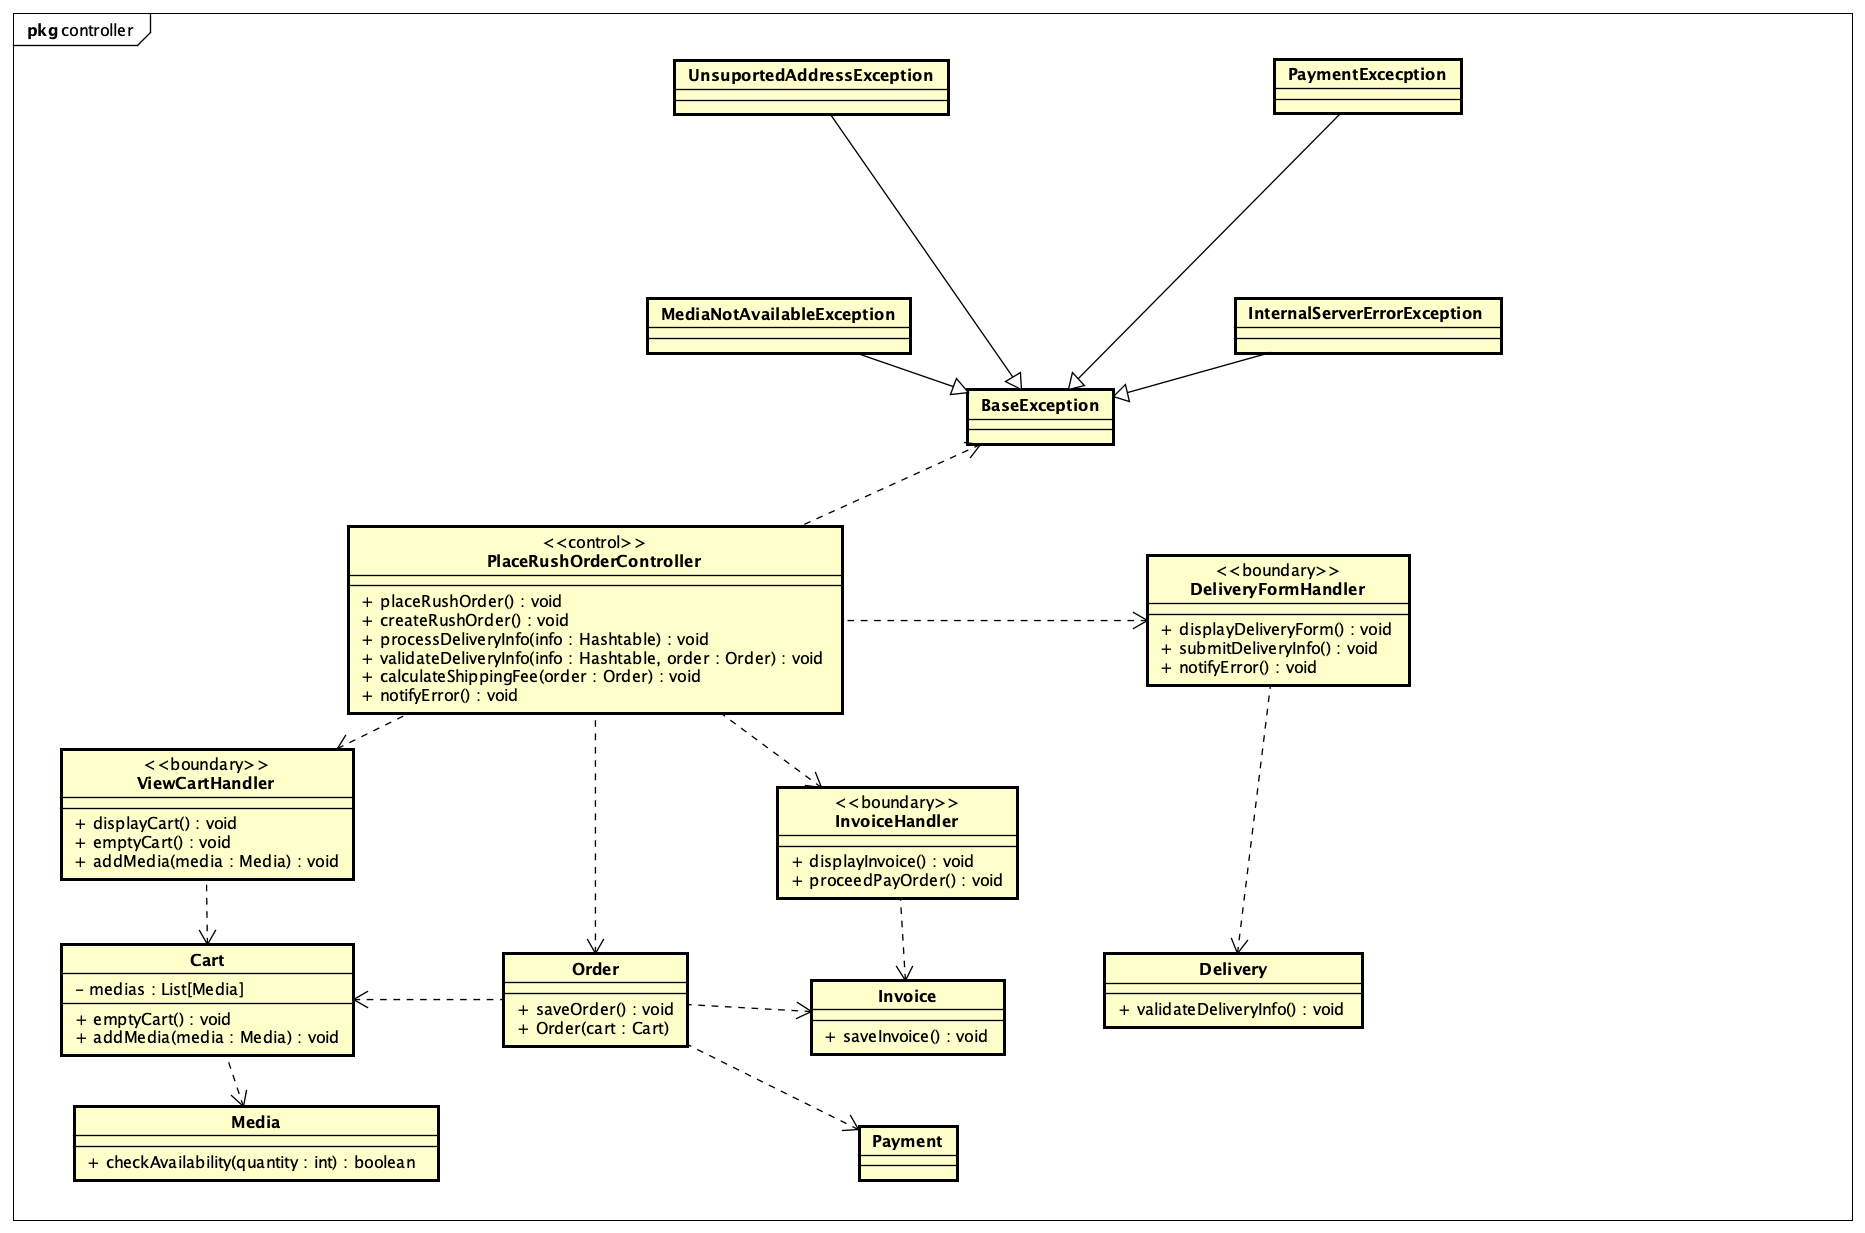 pkg controller
UnsuportedAddressException
PaymentExcecption
MediaNotAvailableException
InternalServerErrorException
BaseException
<<control>>
PlaceRushOrderController
+ placeRushOrder() : void
+ createRushOrder() : void
+ processDeliveryInfo(info : Hashtable) : void
+ validateDeliveryInfo(info : Hashtable, order : Order) : void
+ calculateShippingFee(order : Order) : void
+ notifyError() : void
<<boundary>>
DeliveryFormHandler
+ displayDeliveryForm() : void
+ submitDeliveryInfo() : void
+ notifyError() : void
<<boundary>>
ViewCartHandler
+ displayCart() : void
+ emptyCart() : void
+ addMedia(media : Media) : void
<<boundary>>
InvoiceHandler
+ displayInvoice() : void
+ proceedPayOrder() : void
Cart
- medias : List[Media]
+ emptyCart() : void
+ addMedia(media : Media) : void
Order
+ saveOrder() : void
+ Order(cart : Cart)
Invoice
+ saveInvoice() : void
Delivery
+ validateDeliveryInfo() : void
Media
+ checkAvailability(quantity : int) : boolean
Payment